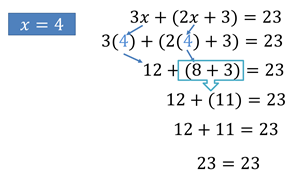 x = 4
3x + (2x + 3) = 23
3(4) + (2(4) + 3) = 23
12 + (8 + 3) = 23
12 + (11) = 23
12 + 11 = 23
23 = 23